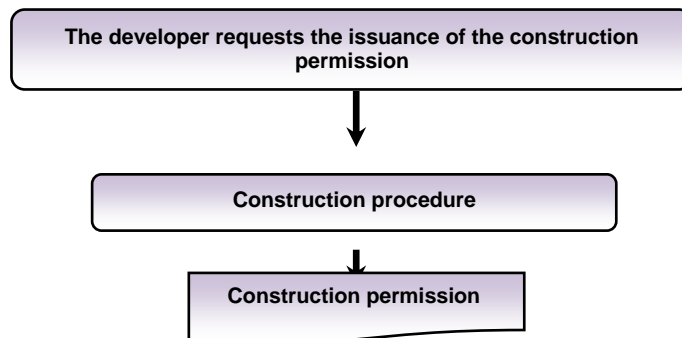 The developer requests the issuance of the construction
permission
Construction procedure
Construction permission